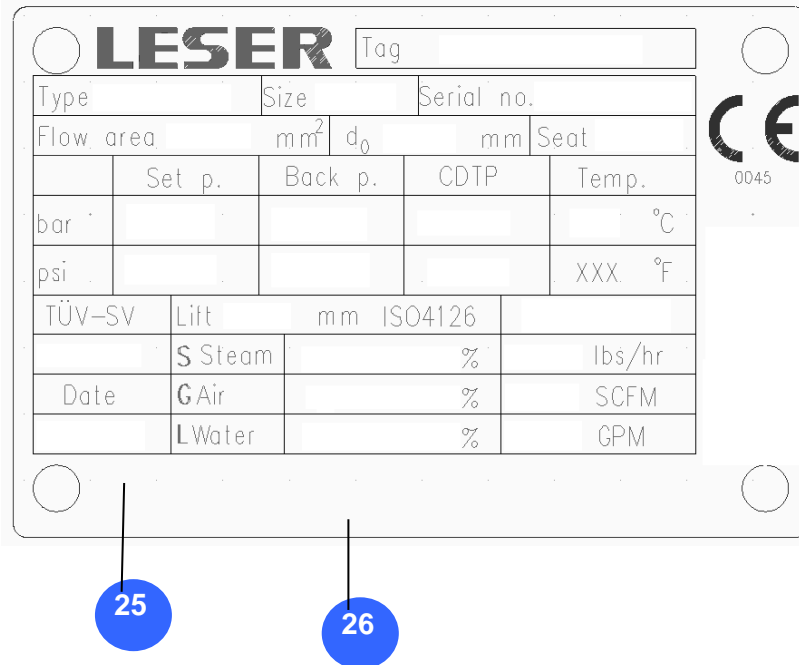 LESER Tag
Type Size Serial no.
Flow area mm² d₀ mm Seat
CE
0045
Set p. Back p. CDTP Temp.
bar °C
psi XXX °F
TÜV-SV Lift mm ISO4126
S Steam % lbs/hr
Date G Air % SCFM
L Water % GPM
25
26